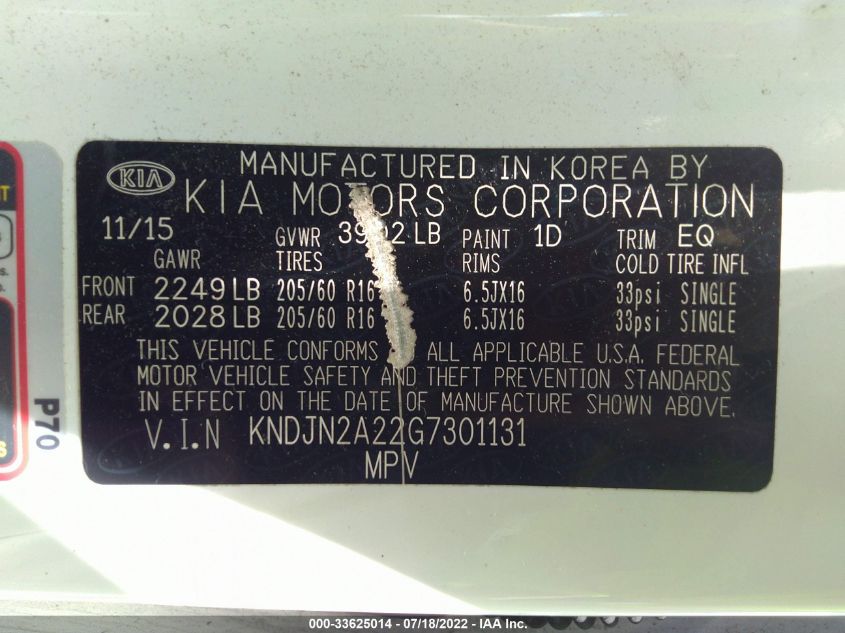 MANUFACTURED IN KOREA BY
KIA KIA MOTORS CORPORATION
11/15 GVWR LB PAINT 1D TRIM EQ
GAWR TIRES RIMS COLD TIRE INFL
FRONT 2249 LB 205/60 R16 6.5JX16 33psi SINGLE
REAR 2028 LB 205/60 R16 6.5JX16 33psi SINGLE
THIS VEHICLE CONFORMS ALL APPLICABLE U.S.A. FEDERAL
MOTOR VEHICLE SAFETY AND THEFT PREVENTION STANDARDS
IN EFFECT ON THE DATE OF MANUFACTURE SHOWN ABOVE.
V.I.N KNDJN2A22G7301131
MPV
P70
000-33625014 - 07/18/2022 - IAA Inc.